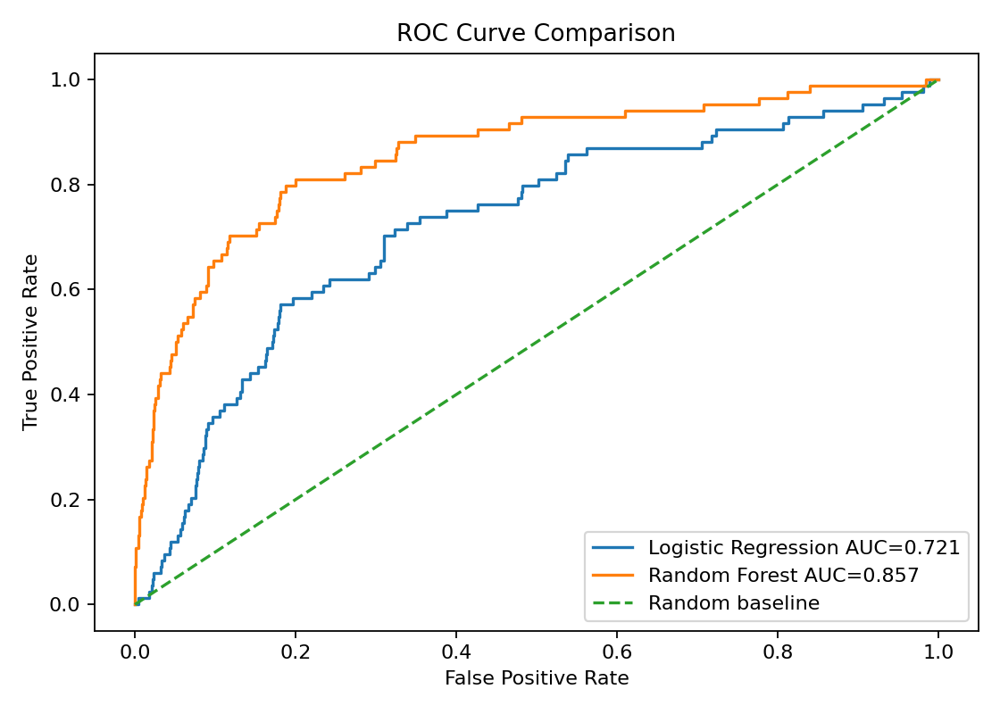 ROC Curve Comparison
1.0
0.8
0.6
0.4
0.2
0.0
True Positive Rate
Logistic Regression AUC=0.721
Random Forest AUC=0.857
Random baseline
0.0 0.2 0.4 0.6 0.8 1.0
False Positive Rate